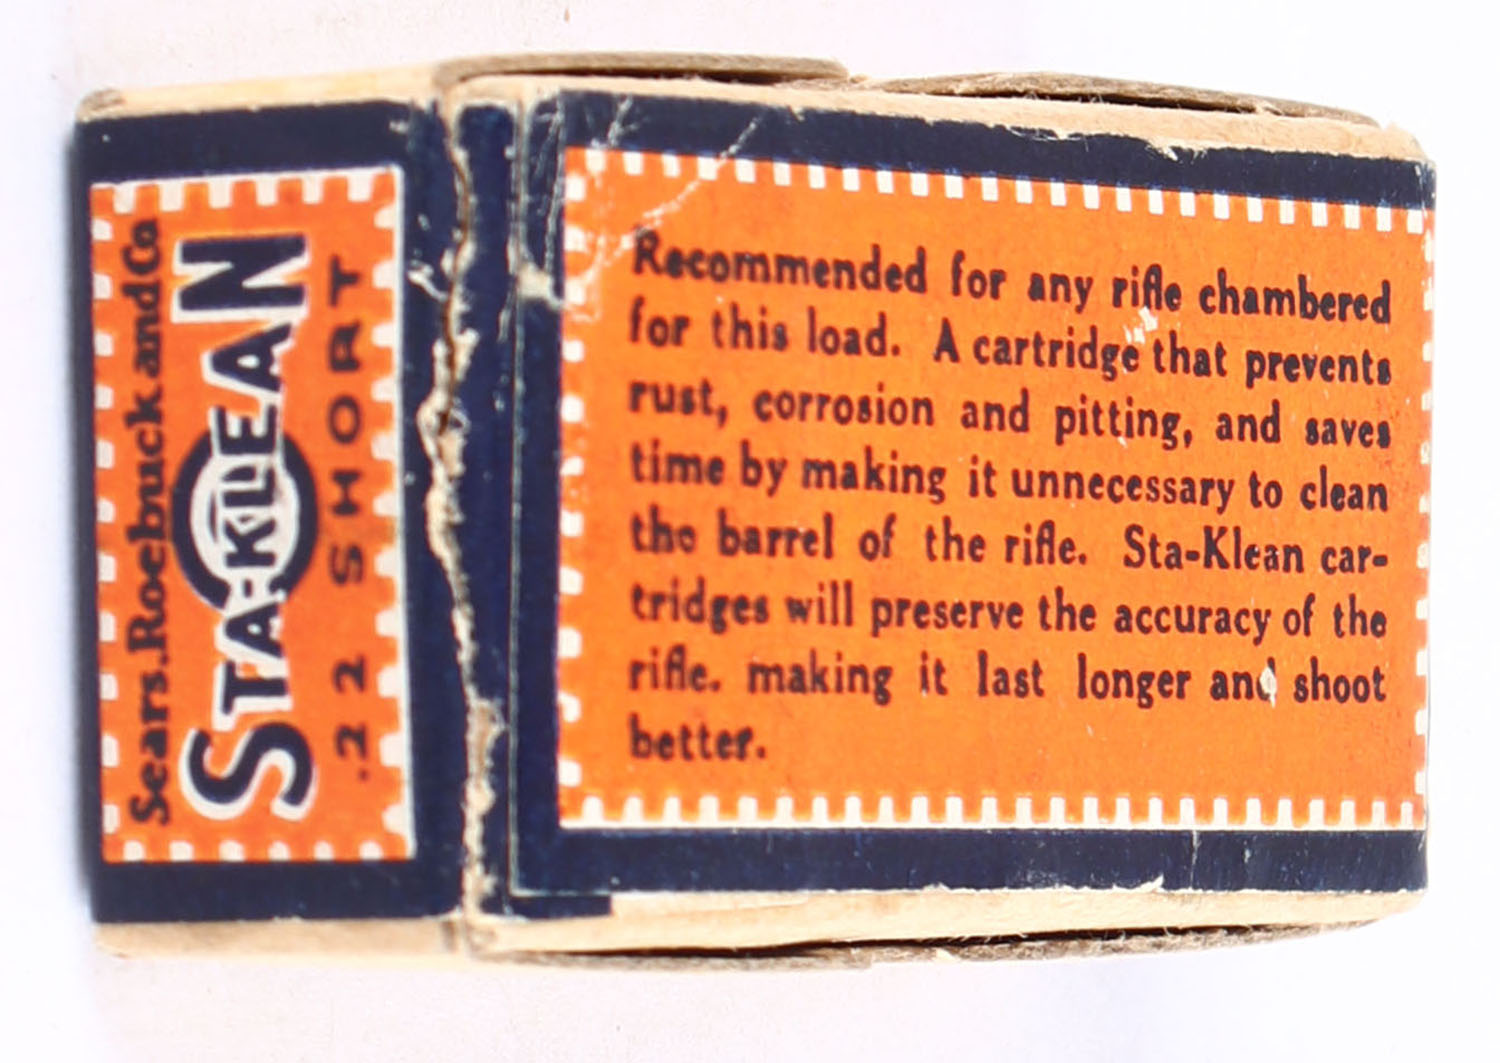 Sears.Roebuck and Co
STA-KLEAN
.22 SHORT
Recommended for any rifle chambered
for this load. A cartridge that prevents
rust, corrosion and pitting, and saves
time by making it unnecessary to clean
the barrel of the rifle. Sta-Klean car-
tridges will preserve the accuracy of the
rifle. making it last longer and shoot
better.